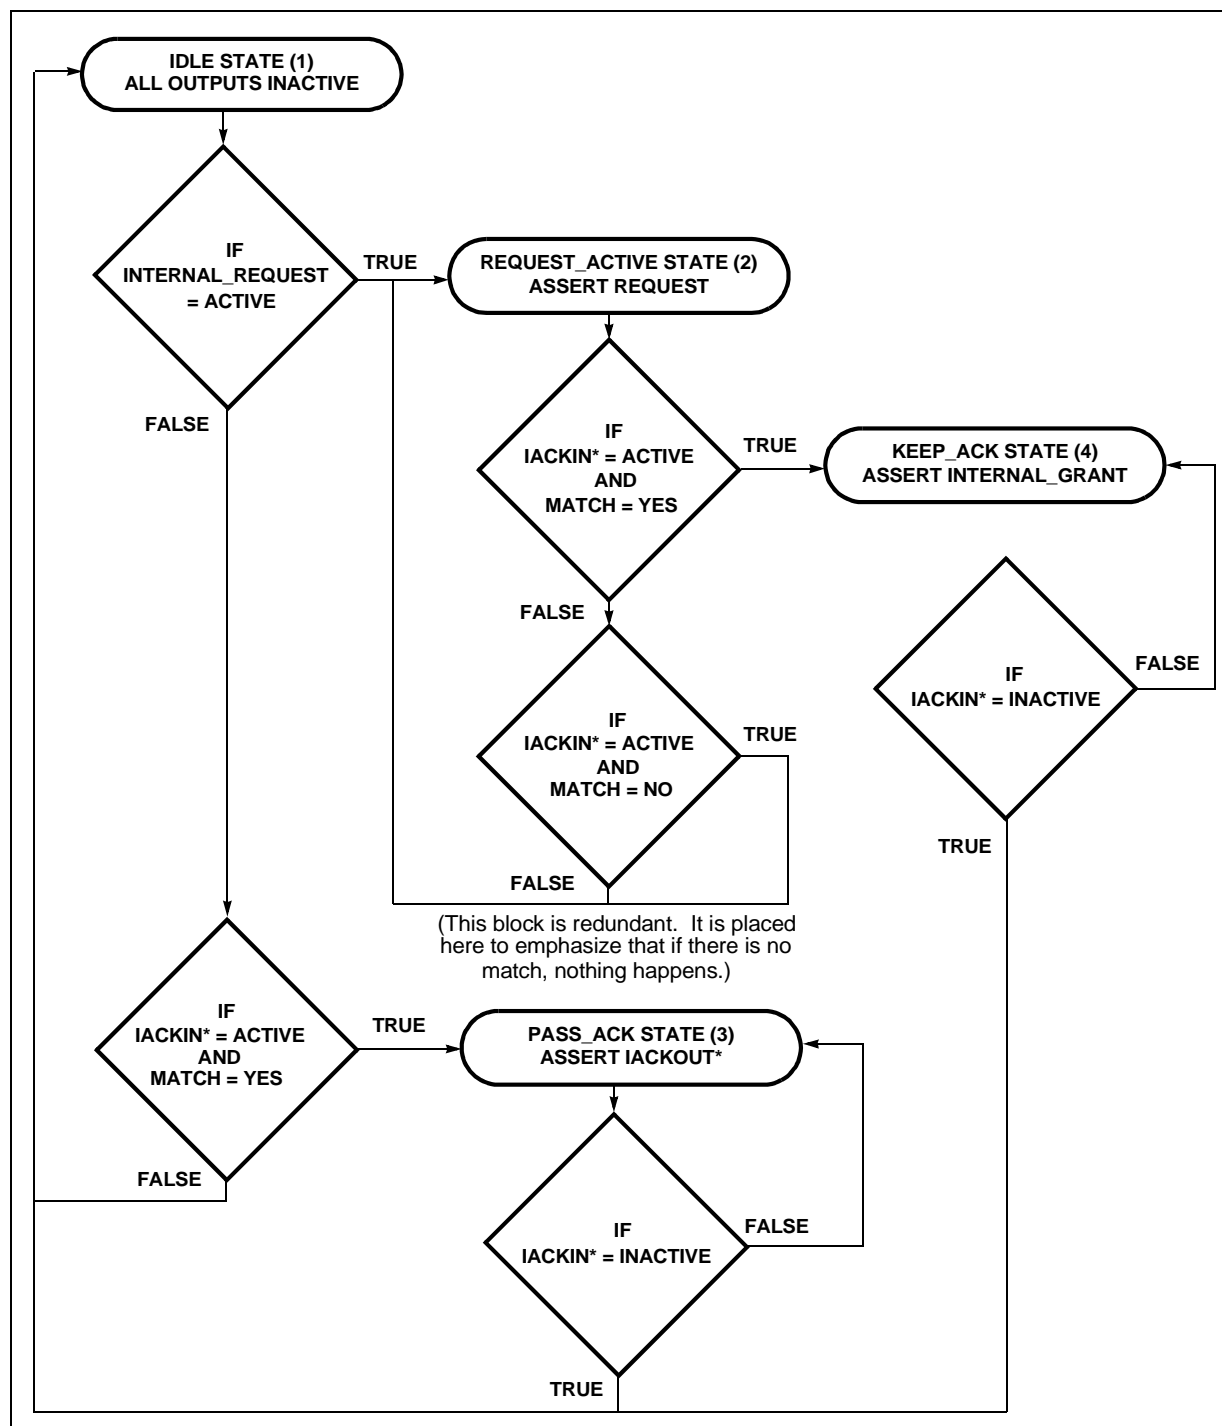 IDLE STATE (1)
ALL OUTPUTS INACTIVE
IF
INTERNAL_REQUEST
= ACTIVE
TRUE
FALSE
REQUEST_ACTIVE STATE (2)
ASSERT REQUEST
IF
IACKIN* = ACTIVE
AND
MATCH = YES
TRUE
FALSE
KEEP_ACK STATE (4)
ASSERT INTERNAL_GRANT
IF
IACKIN* = INACTIVE
FALSE
TRUE
IF
IACKIN* = ACTIVE
AND
MATCH = NO
TRUE
FALSE
(This block is redundant.  It is placed
here to emphasize that if there is no
match, nothing happens.)
IF
IACKIN* = ACTIVE
AND
MATCH = YES
TRUE
FALSE
PASS_ACK STATE (3)
ASSERT IACKOUT*
IF
IACKIN* = INACTIVE
FALSE
TRUE